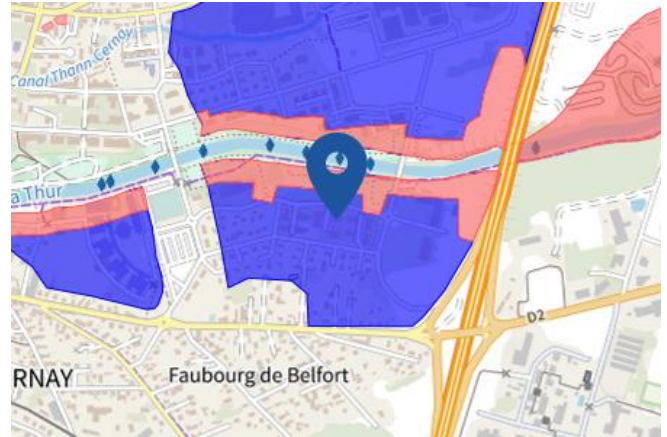 Canal Thann Cernay
a Thur
D2
RNAY
Faubourg de Belfort